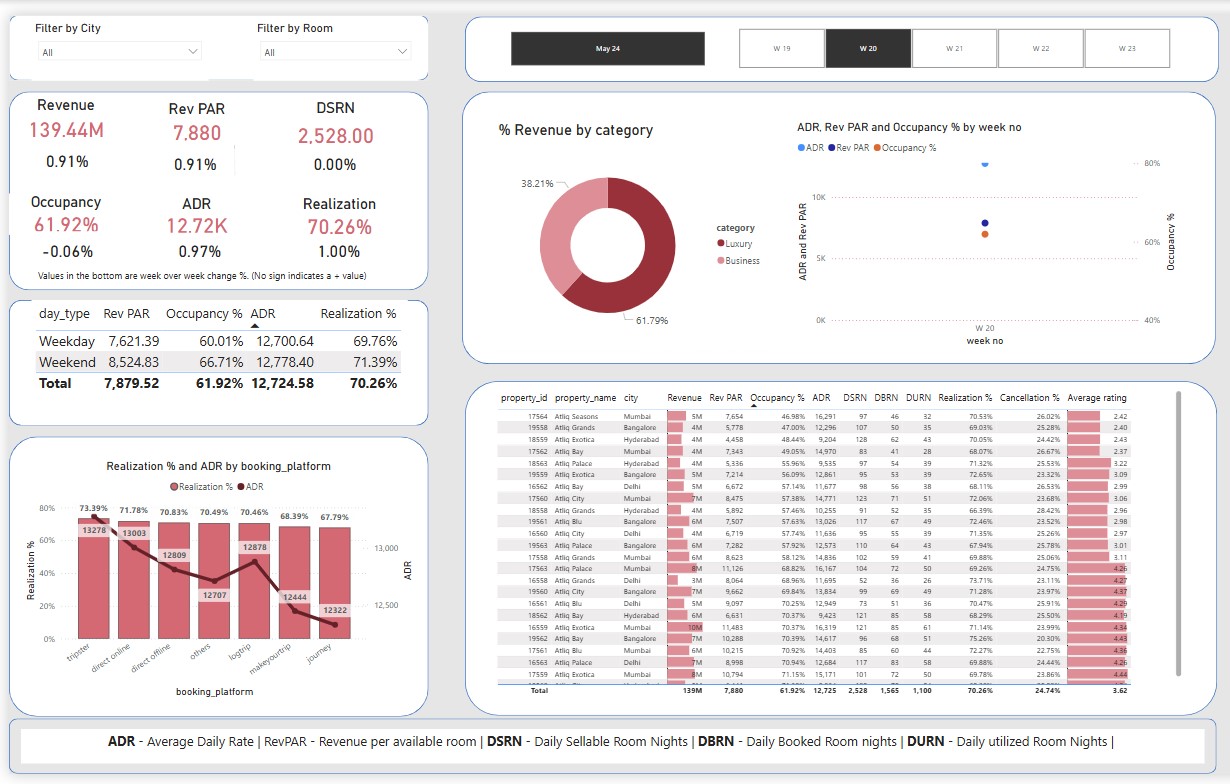 Filter by City
Filter by Room
All
All
May 24
W 19
W 20
W 21
W 22
W 23
Revenue
Rev PAR
DSRN
139.44M
7,880
2,528.00
0.91%
0.91%
0.00%
Occupancy
ADR
Realization
61.92%
12.72K
70.26%
-0.06%
0.97%
1.00%
Values in the bottom are week over week change %. (No sign indicates a + value)
% Revenue by category
38.21%
61.79%
category
Luxury
Business
ADR, Rev PAR and Occupancy % by week no
ADR Rev PAR Occupancy %
ADR and Rev PAR
10K
5K
0K
80%
60%
40%
Occupancy %
W 20
week no
day_type Rev PAR Occupancy % ADR Realization %
Weekday 7,621.39 60.01% 12,700.64 69.76%
Weekend 8,524.83 66.71% 12,778.40 71.39%
Total 7,879.52 61.92% 12,724.58 70.26%
Realization % and ADR by booking_platform
Realization % ADR
Realization %
80%
60%
40%
20%
0%
73.39% 71.78% 70.83% 70.49% 70.46% 68.39% 67.79%
13278 13003 12809 12707 12878 12444 12322
13,000
12,500
ADR
tripster direct online direct offline others logtrip makeyourtrip journey
booking_platform
property_id property_name city Revenue Rev PAR Occupancy % ADR DSRN DBRN DURN Realization % Cancellation % Average rating
17564 Atliq Seasons Mumbai 5M 7,654 46.98% 16,291 97 46 32 70.53% 26.02% 2.42
19558 Atliq Grands Bangalore 4M 5,778 47.00% 12,296 107 50 35 69.03% 25.28% 2.40
18559 Atliq Exotica Hyderabad 4M 4,458 48.44% 9,204 128 62 43 70.05% 24.42% 2.43
17562 Atliq Bay Mumbai 4M 7,343 49.05% 14,970 83 41 28 68.07% 26.67% 2.37
18563 Atliq Palace Hyderabad 4M 5,336 55.96% 9,535 97 54 39 71.32% 25.53% 3.22
19559 Atliq Exotica Bangalore 5M 7,214 56.09% 12,861 95 53 39 72.65% 23.32% 3.09
16562 Atliq Bay Delhi 5M 6,672 57.14% 11,677 98 56 38 68.11% 26.53% 2.99
17560 Atliq City Mumbai 7M 8,475 57.38% 14,771 123 71 51 72.06% 23.68% 3.06
18558 Atliq Grands Hyderabad 4M 5,892 57.46% 10,255 91 52 35 66.39% 28.42% 2.96
19561 Atliq Blu Bangalore 6M 7,507 57.63% 13,026 117 67 49 72.46% 23.52% 2.98
16560 Atliq City Delhi 4M 6,719 57.74% 11,636 95 55 39 71.35% 25.26% 2.97
19563 Atliq Palace Bangalore 6M 7,282 57.92% 12,573 110 64 43 67.94% 25.78% 3.01
17558 Atliq Grands Mumbai 6M 8,623 58.12% 14,836 102 59 41 69.88% 25.06% 3.11
17563 Atliq Palace Mumbai 8M 11,126 68.82% 16,167 104 72 50 69.26% 24.75% 4.26
16558 Atliq Grands Delhi 3M 8,064 68.96% 11,695 52 36 26 73.71% 23.11% 4.27
19560 Atliq City Bangalore 7M 9,662 69.84% 13,834 99 69 49 71.28% 23.97% 4.37
16561 Atliq Blu Delhi 5M 9,097 70.25% 12,949 73 51 36 70.47% 25.91% 4.29
18562 Atliq Bay Hyderabad 6M 6,631 70.37% 9,423 121 85 58 68.29% 25.50% 4.39
16559 Atliq Exotica Mumbai 10M 11,483 70.37% 16,319 121 85 61 71.14% 23.99% 4.34
19562 Atliq Bay Bangalore 7M 10,288 70.39% 14,617 96 68 51 75.26% 20.30% 4.43
17561 Atliq Blu Mumbai 6M 10,215 70.92% 14,403 85 60 44 72.27% 22.75% 4.36
16563 Atliq Palace Delhi 7M 8,998 70.94% 12,684 117 83 58 69.88% 24.44% 4.26
17559 Atliq Exotica Mumbai 8M 10,794 71.15% 15,171 101 72 50 69.78% 23.86% 4.44
Total 139M 7,880 61.92% 12,725 2,528 1,565 1,100 70.26% 24.74% 3.62
ADR - Average Daily Rate | RevPAR - Revenue per available room | DSRN - Daily Sellable Room Nights | DBRN - Daily Booked Room nights | DURN - Daily utilized Room Nights |